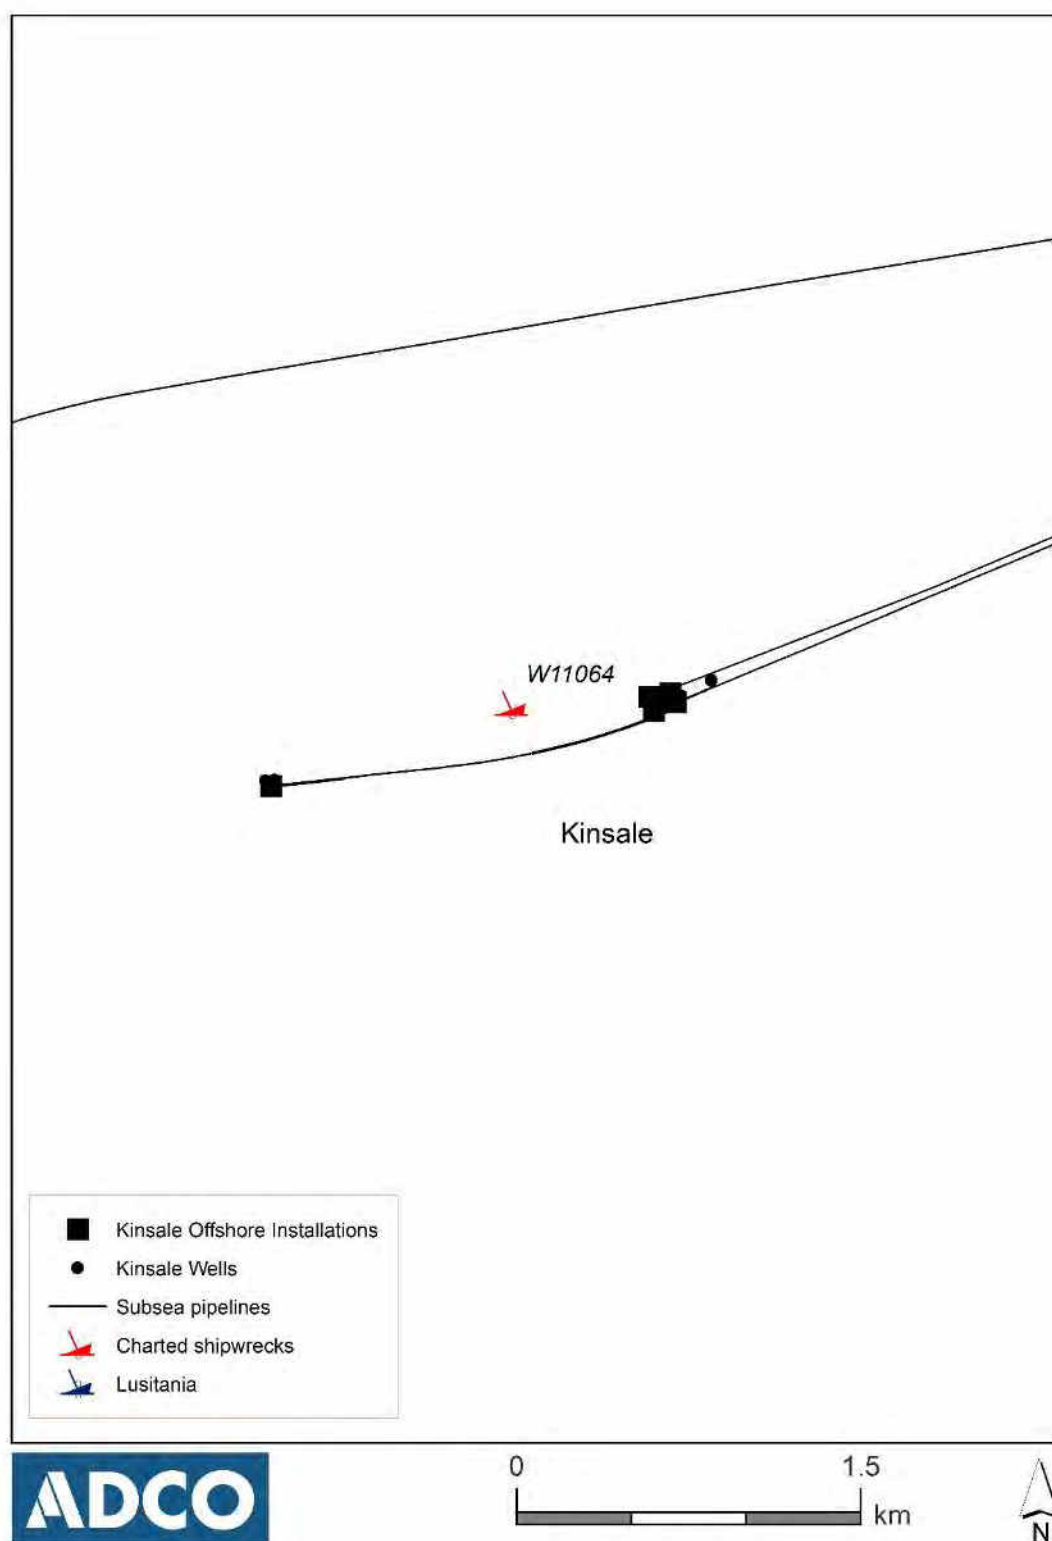 W11064
Kinsale
Kinsale Offshore Installations
Kinsale Wells
Subsea pipelines
Charted shipwrecks
Lusitania
ADCO
0 1.5
km
N